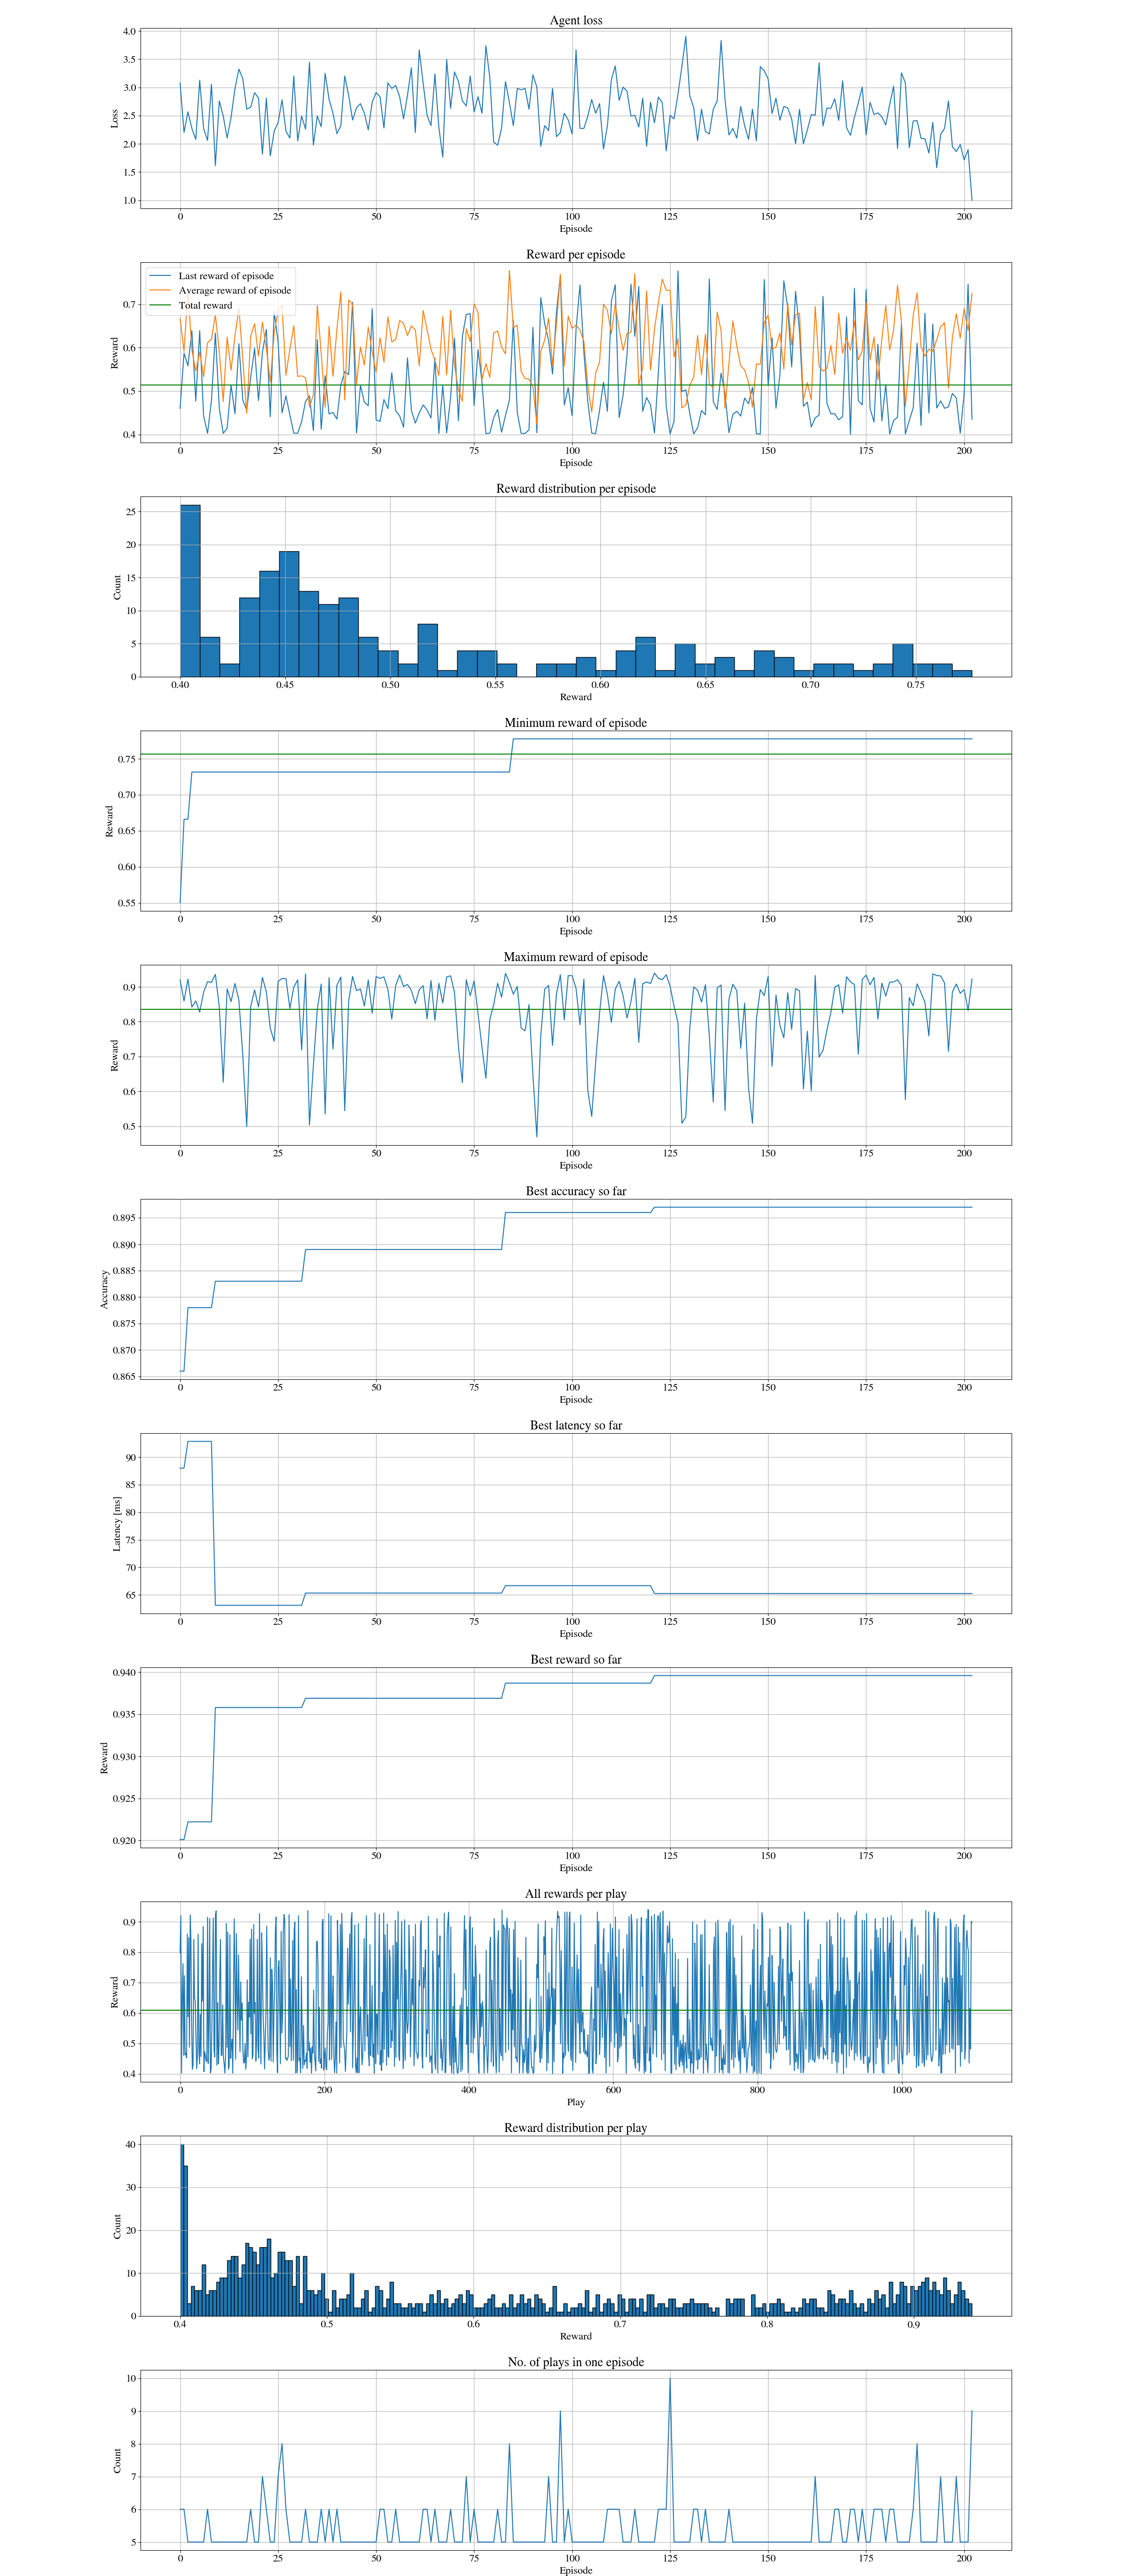 Agent loss
4.0
3.5
3.0
2.5
2.0
1.5
1.0
Loss
0 25 50 75 100 125 150 175 200
Episode
Reward per episode
Last reward of episode
Average reward of episode
Total reward
0.7
0.6
0.5
0.4
Reward
0 25 50 75 100 125 150 175 200
Episode
Reward distribution per episode
25
20
15
10
5
0
Count
0.40 0.45 0.50 0.55 0.60 0.65 0.70 0.75
Reward
Minimum reward of episode
0.75
0.70
0.65
0.60
0.55
Reward
0 25 50 75 100 125 150 175 200
Episode
Maximum reward of episode
0.9
0.8
0.7
0.6
0.5
Reward
0 25 50 75 100 125 150 175 200
Episode
Best accuracy so far
0.895
0.890
0.885
0.880
0.875
0.870
0.865
Accuracy
0 25 50 75 100 125 150 175 200
Episode
Best latency so far
90
85
80
75
70
65
Latency [ms]
0 25 50 75 100 125 150 175 200
Episode
Best reward so far
0.940
0.935
0.930
0.925
0.920
Reward
0 25 50 75 100 125 150 175 200
Episode
All rewards per play
0.9
0.8
0.7
0.6
0.5
0.4
Reward
0 200 400 600 800 1000
Play
Reward distribution per play
40
30
20
10
0
Count
0.4 0.5 0.6 0.7 0.8 0.9
Reward
No. of plays in one episode
10
9
8
7
6
5
Count
0 25 50 75 100 125 150 175 200
Episode